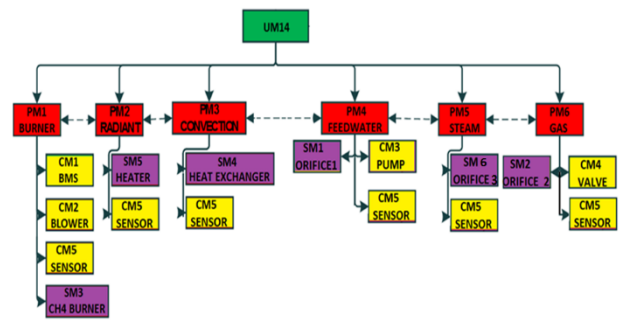 UM14
PM1
BURNER
PM2
RADIANT
PM3
CONVECTION
PM4
FEEDWATER
PM5
STEAM
PM6
GAS
CM1
BMS
CM2
BLOWER
CM5
SENSOR
SM3
CH4 BURNER
SM5
HEATER
CM5
SENSOR
SM4
HEAT EXCHANGER
CM5
SENSOR
SM1
ORIFICE1
CM3
PUMP
CM5
SENSOR
SM 6
ORIFICE 3
CM5
SENSOR
SM2
ORIFICE 2
CM4
VALVE
CM5
SENSOR